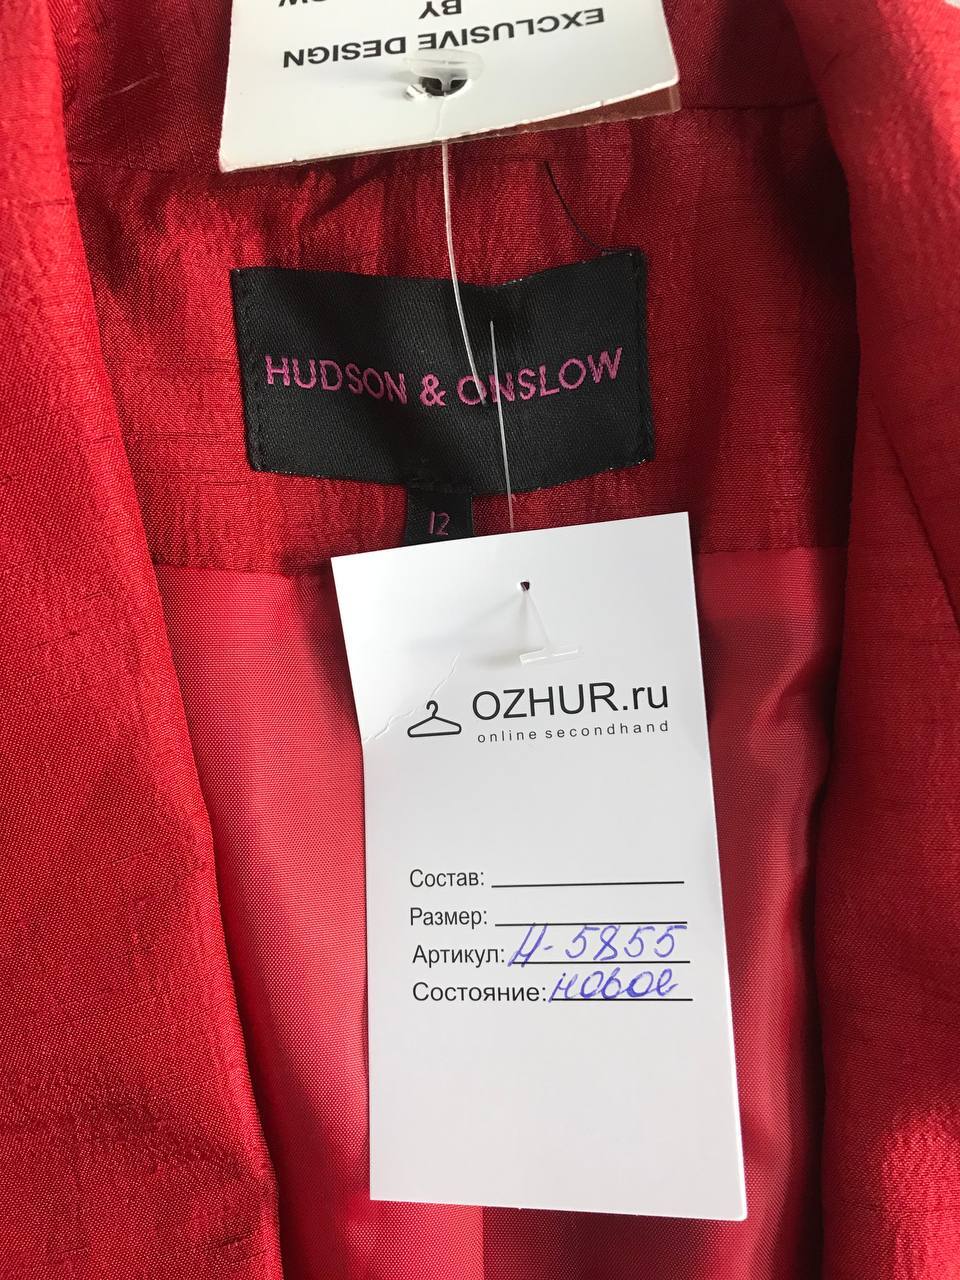 EXCLUSIVE DESIGN
BY
HUDSON & ONSLOW
12
OZHUR.ru
online secondhand
Состав:
Размер:
Артикул: Н-5855
Состояние: новое